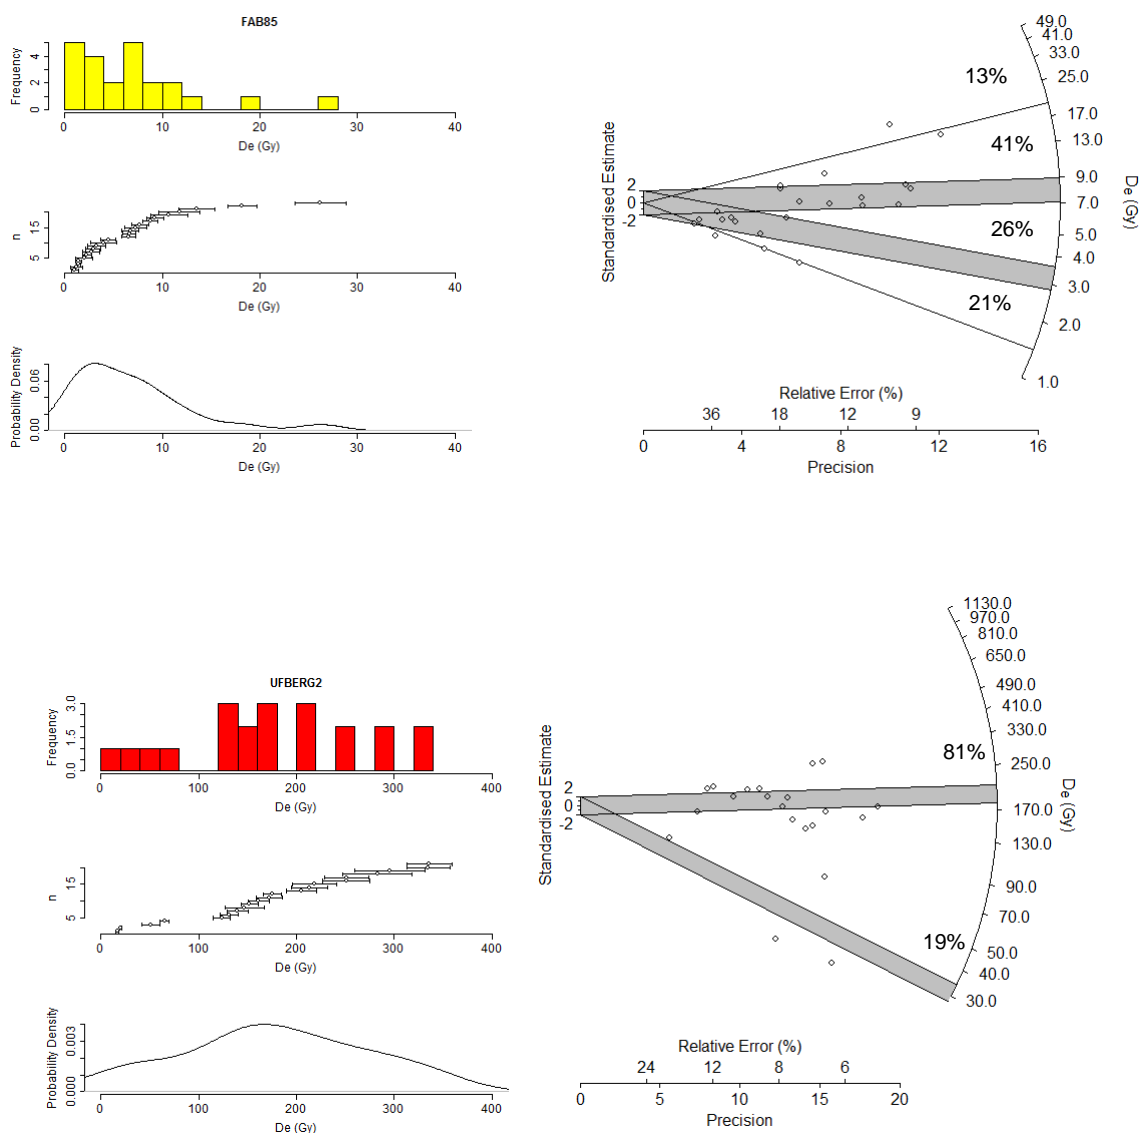 FAB85
Frequency
0 2 4
0 10 20 30 40
De (Gy)
n
5 15
0 10 20 30 40
De (Gy)
Probability Density
0.00 0.06
0 10 20 30 40
De (Gy)
Standardised Estimate
2
0
-2
13%
41%
26%
21%
49.0
41.0
33.0
25.0
17.0
13.0
9.0
7.0
5.0
4.0
3.0
2.0
1.0
De (Gy)
Relative Error (%)
36 18 12 9
0 4 8 12 16
Precision
UFBERG2
Frequency
0.0 1.5 3.0
0 100 200 300 400
De (Gy)
n
5 15
0 100 200 300 400
De (Gy)
Probability Density
0.000 0.003
0 100 200 300 400
De (Gy)
Standardised Estimate
2
0
-2
81%
19%
1130.0
970.0
810.0
650.0
490.0
410.0
330.0
250.0
170.0
130.0
90.0
70.0
50.0
40.0
30.0
De (Gy)
Relative Error (%)
24 12 8 6
0 5 10 15 20
Precision